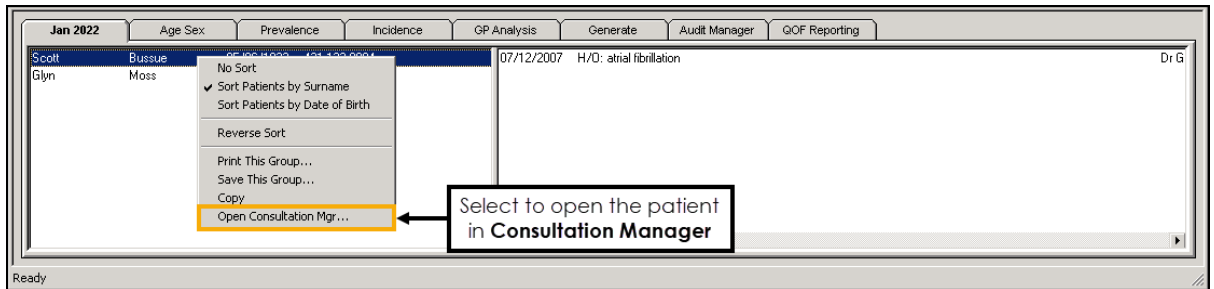 Jan 2022 Age Sex Prevalence Incidence GP Analysis Generate Audit Manager QOF Reporting
Scott Bussue
Glyn Moss
07/12/2007 H/O: atrial fibrillation Dr G
No Sort
Sort Patients by Surname
Sort Patients by Date of Birth
Reverse Sort
Print This Group...
Save This Group...
Copy
Open Consultation Mgr...
Select to open the patient
in Consultation Manager
Ready